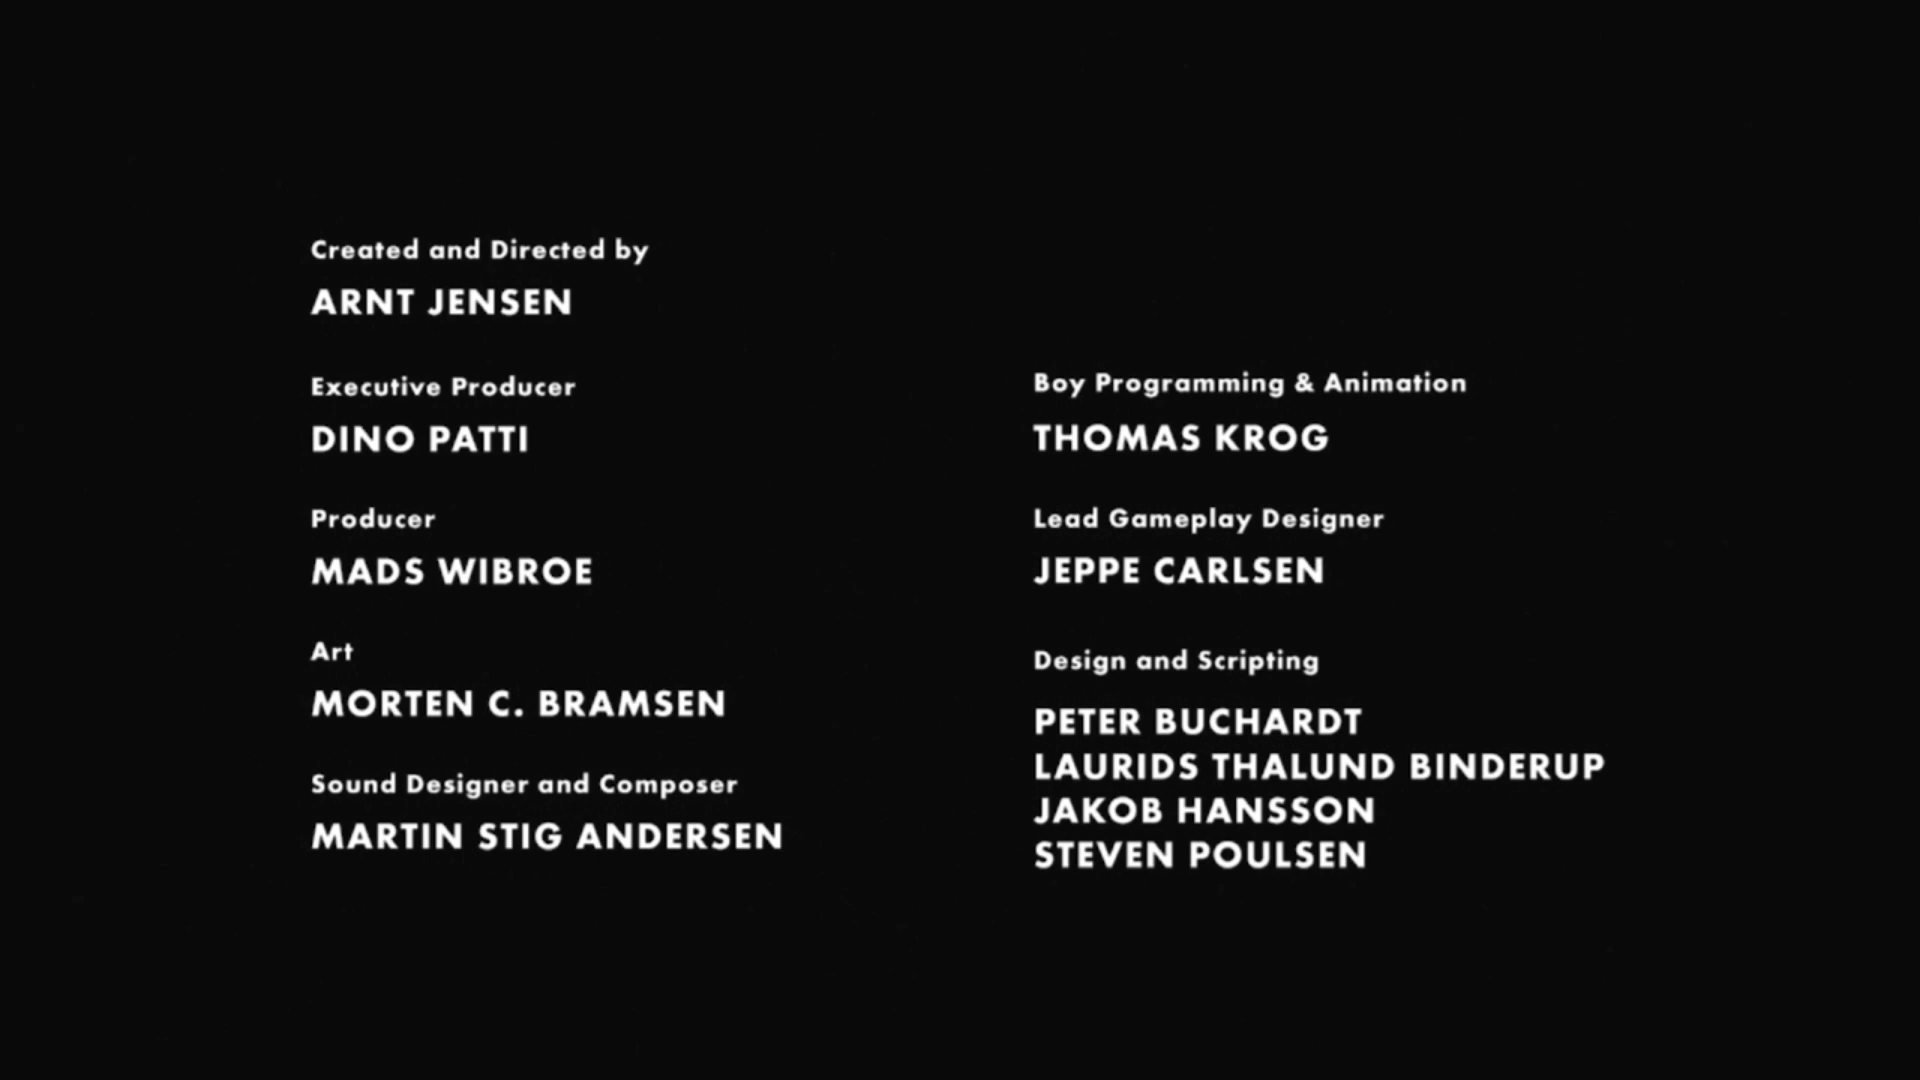 Created and Directed by
ARNT JENSEN
Executive Producer
DINO PATTI
Producer
MADS WIBROE
Art
MORTEN C. BRAMSEN
Sound Designer and Composer
MARTIN STIG ANDERSEN
Boy Programming & Animation
THOMAS KROG
Lead Gameplay Designer
JEPPE CARLSEN
Design and Scripting
PETER BUCHARDT
LAURIDS THALUND BINDERUP
JAKOB HANSSON
STEVEN POULSEN